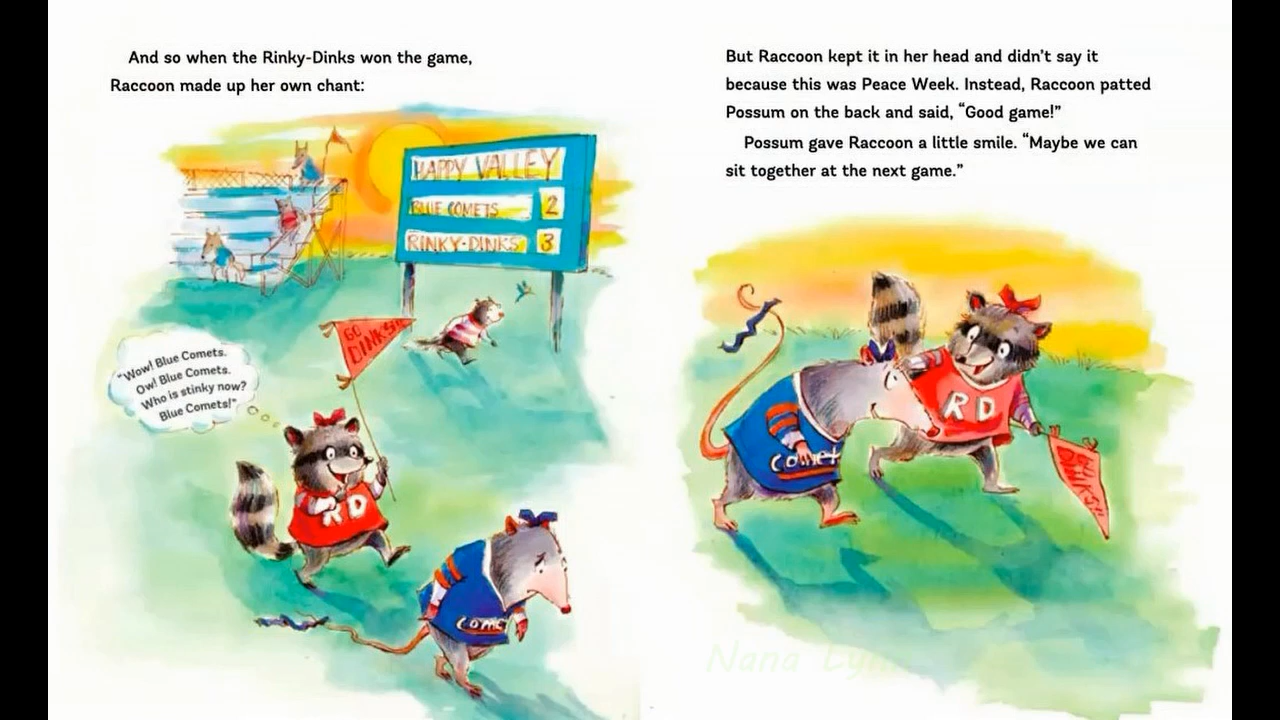 And so when the Rinky-Dinks won the game,
Raccoon made up her own chant:
HAPPY VALLEY
BLUE COMETS 2
RINKY-DINKS 3
GO
DINKS!!
"Wow! Blue Comets.
Ow! Blue Comets.
Who is stinky now?
Blue Comets!"
RD
COMET
But Raccoon kept it in her head and didn't say it
because this was Peace Week. Instead, Raccoon patted
Possum on the back and said, "Good game!"
Possum gave Raccoon a little smile. "Maybe we can
sit together at the next game."
RD
COMET
DINKS!!
Nana